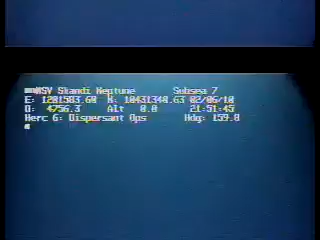 MSV Skandi Neptune Subsea 7
E: 1201503.60 N: 10431340.63 02/06/10
D: 4756.3 Alt 0.0 21:51:45
Herc 6: Dispersant Ops Hdg: 159.0